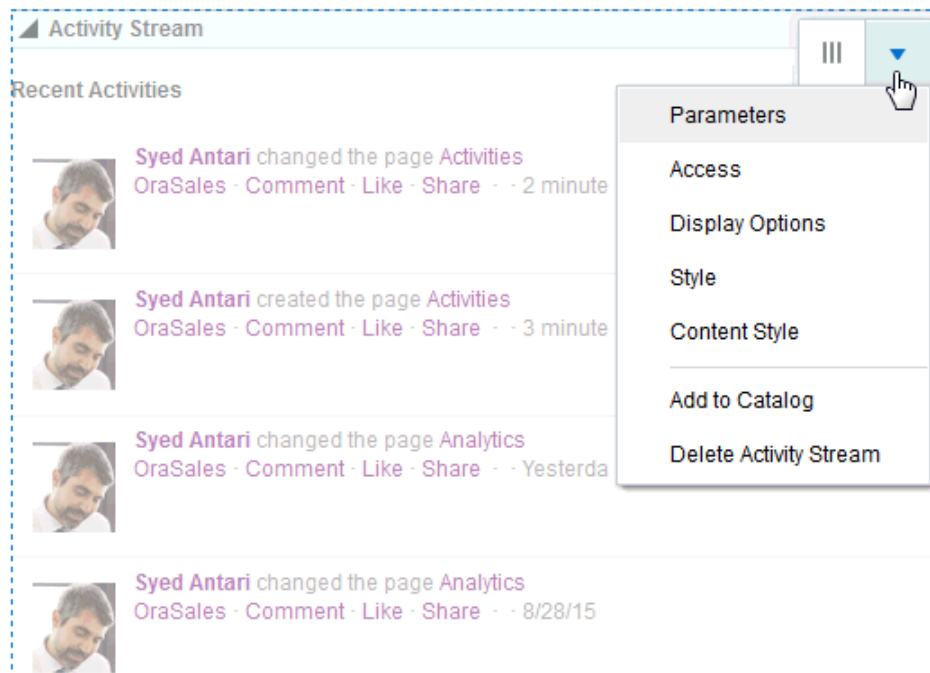 Activity Stream
Recent Activities
Syed Antari changed the page Activities
OraSales · Comment · Like · Share · · 2 minute
Syed Antari created the page Activities
OraSales · Comment · Like · Share · · 3 minute
Syed Antari changed the page Analytics
OraSales · Comment · Like · Share · · Yesterda
Syed Antari changed the page Analytics
OraSales · Comment · Like · Share · · 8/28/15
Parameters
Access
Display Options
Style
Content Style
Add to Catalog
Delete Activity Stream